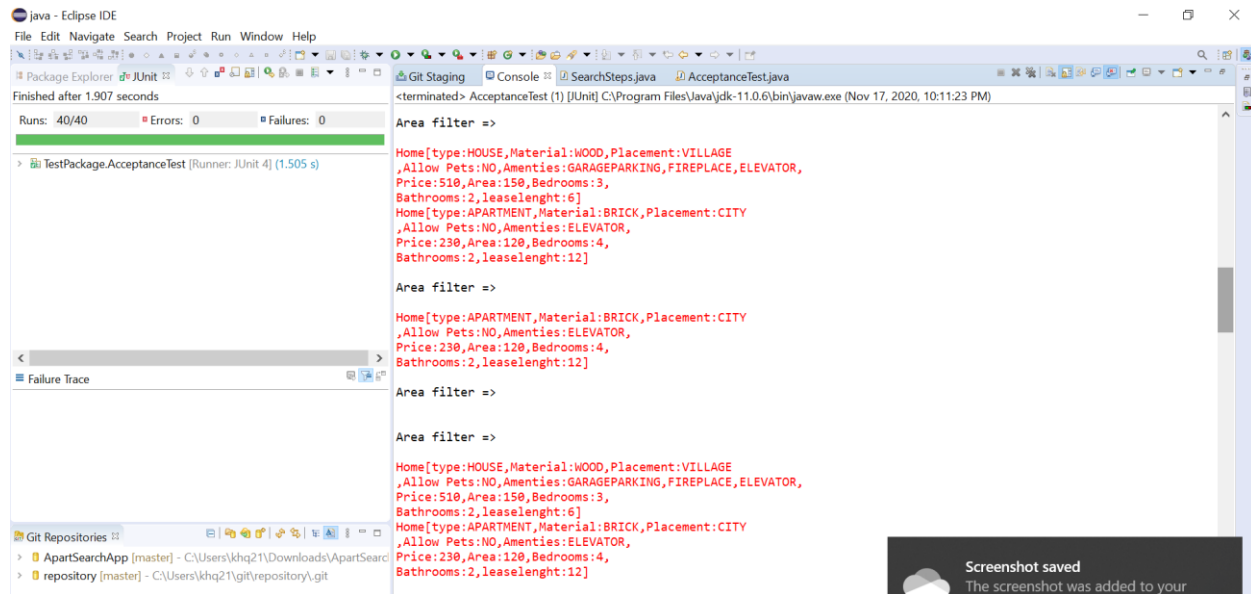 java - Eclipse IDE
File Edit Navigate Search Project Run Window Help
Package Explorer JUnit
Finished after 1.907 seconds
Runs: 40/40 Errors: 0 Failures: 0
TestPackage.AcceptanceTest [Runner: JUnit 4] (1.505 s)
Failure Trace
Git Repositories
ApartSearchApp [master] - C:\Users\khq21\Downloads\ApartSearc
repository [master] - C:\Users\khq21\git\repository\.git
Git Staging Console SearchSteps.java AcceptanceTest.java
<terminated> AcceptanceTest (1) [JUnit] C:\Program Files\Java\jdk-11.0.6\bin\javaw.exe (Nov 17, 2020, 10:11:23 PM)
Area filter =>
Home[type:HOUSE,Material:WOOD,Placement:VILLAGE
,Allow Pets:NO,Amenties:GARAGEPARKING,FIREPLACE,ELEVATOR,
Price:510,Area:150,Bedrooms:3,
Bathrooms:2,leaselenght:6]
Home[type:APARTMENT,Material:BRICK,Placement:CITY
,Allow Pets:NO,Amenties:ELEVATOR,
Price:230,Area:120,Bedrooms:4,
Bathrooms:2,leaselenght:12]
Area filter =>
Home[type:APARTMENT,Material:BRICK,Placement:CITY
,Allow Pets:NO,Amenties:ELEVATOR,
Price:230,Area:120,Bedrooms:4,
Bathrooms:2,leaselenght:12]
Area filter =>
Area filter =>
Home[type:HOUSE,Material:WOOD,Placement:VILLAGE
,Allow Pets:NO,Amenties:GARAGEPARKING,FIREPLACE,ELEVATOR,
Price:510,Area:150,Bedrooms:3,
Bathrooms:2,leaselenght:6]
Home[type:APARTMENT,Material:BRICK,Placement:CITY
,Allow Pets:NO,Amenties:ELEVATOR,
Price:230,Area:120,Bedrooms:4,
Bathrooms:2,leaselenght:12]
Screenshot saved
The screenshot was added to your